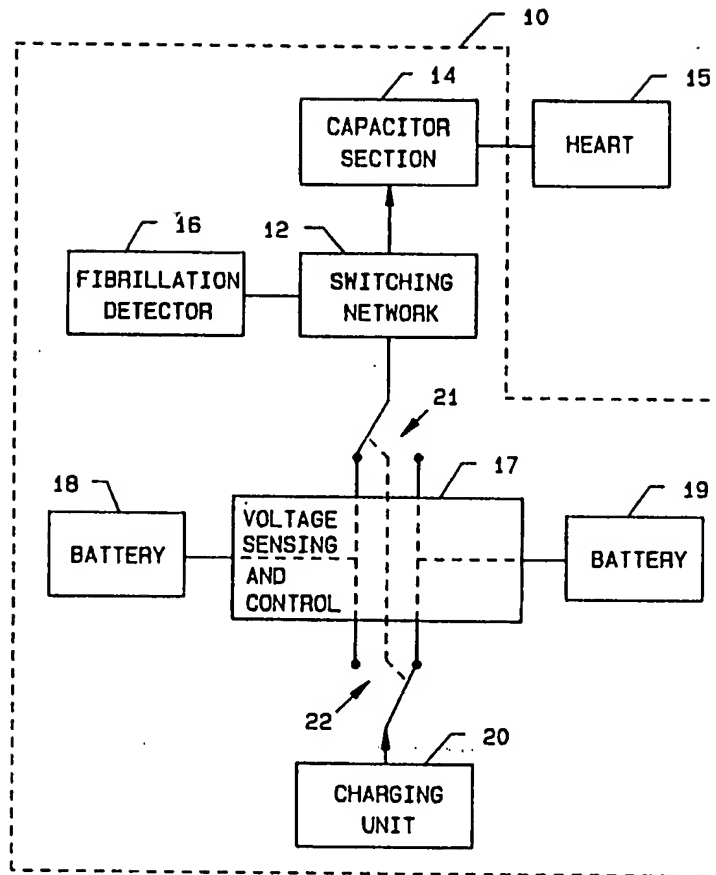 10
14
15
CAPACITOR
SECTION
HEART
16
12
FIBRILLATION
DETECTOR
SWITCHING
NETWORK
21
18
17
19
BATTERY
VOLTAGE
SENSING
AND
CONTROL
BATTERY
22
20
CHARGING
UNIT